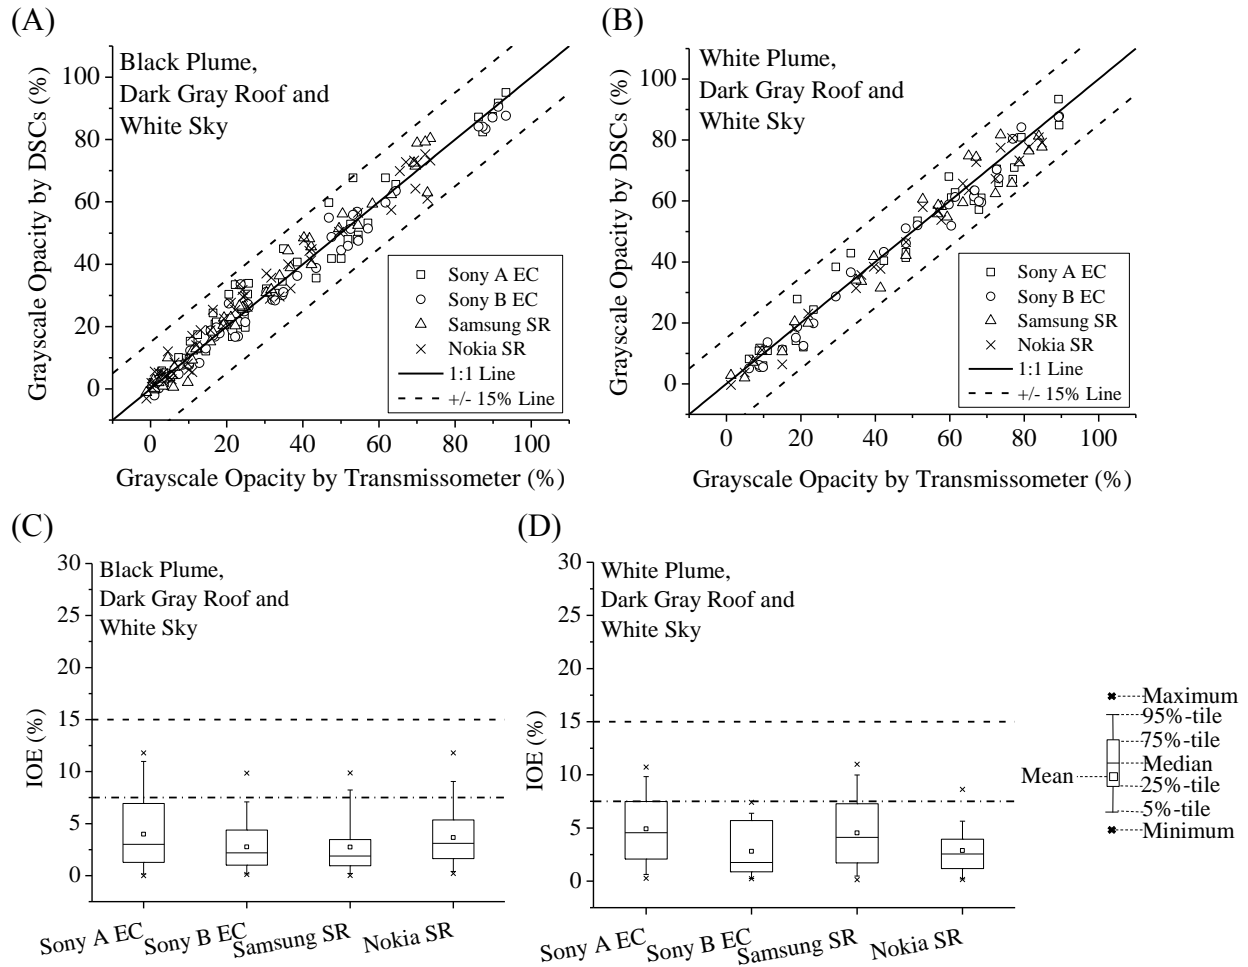 (A)
Black Plume,
Dark Gray Roof and
White Sky
Grayscale Opacity by DSCs (%)
100
80
60
40
20
0
0 20 40 60 80 100
Grayscale Opacity by Transmissometer (%)
Sony A EC
Sony B EC
Samsung SR
Nokia SR
1:1 Line
+/- 15% Line
(B)
White Plume,
Dark Gray Roof and
White Sky
Grayscale Opacity by DSCs (%)
100
80
60
40
20
0
0 20 40 60 80 100
Grayscale Opacity by Transmissometer (%)
Sony A EC
Sony B EC
Samsung SR
Nokia SR
1:1 Line
+/- 15% Line
(C)
Black Plume,
Dark Gray Roof and
White Sky
IOE (%)
30
25
20
15
10
5
0
Sony A EC
Sony B EC
Samsung SR
Nokia SR
(D)
White Plume,
Dark Gray Roof and
White Sky
IOE (%)
30
25
20
15
10
5
0
Sony A EC
Sony B EC
Samsung SR
Nokia SR
Maximum
95%-tile
75%-tile
Median
Mean
25%-tile
5%-tile
Minimum